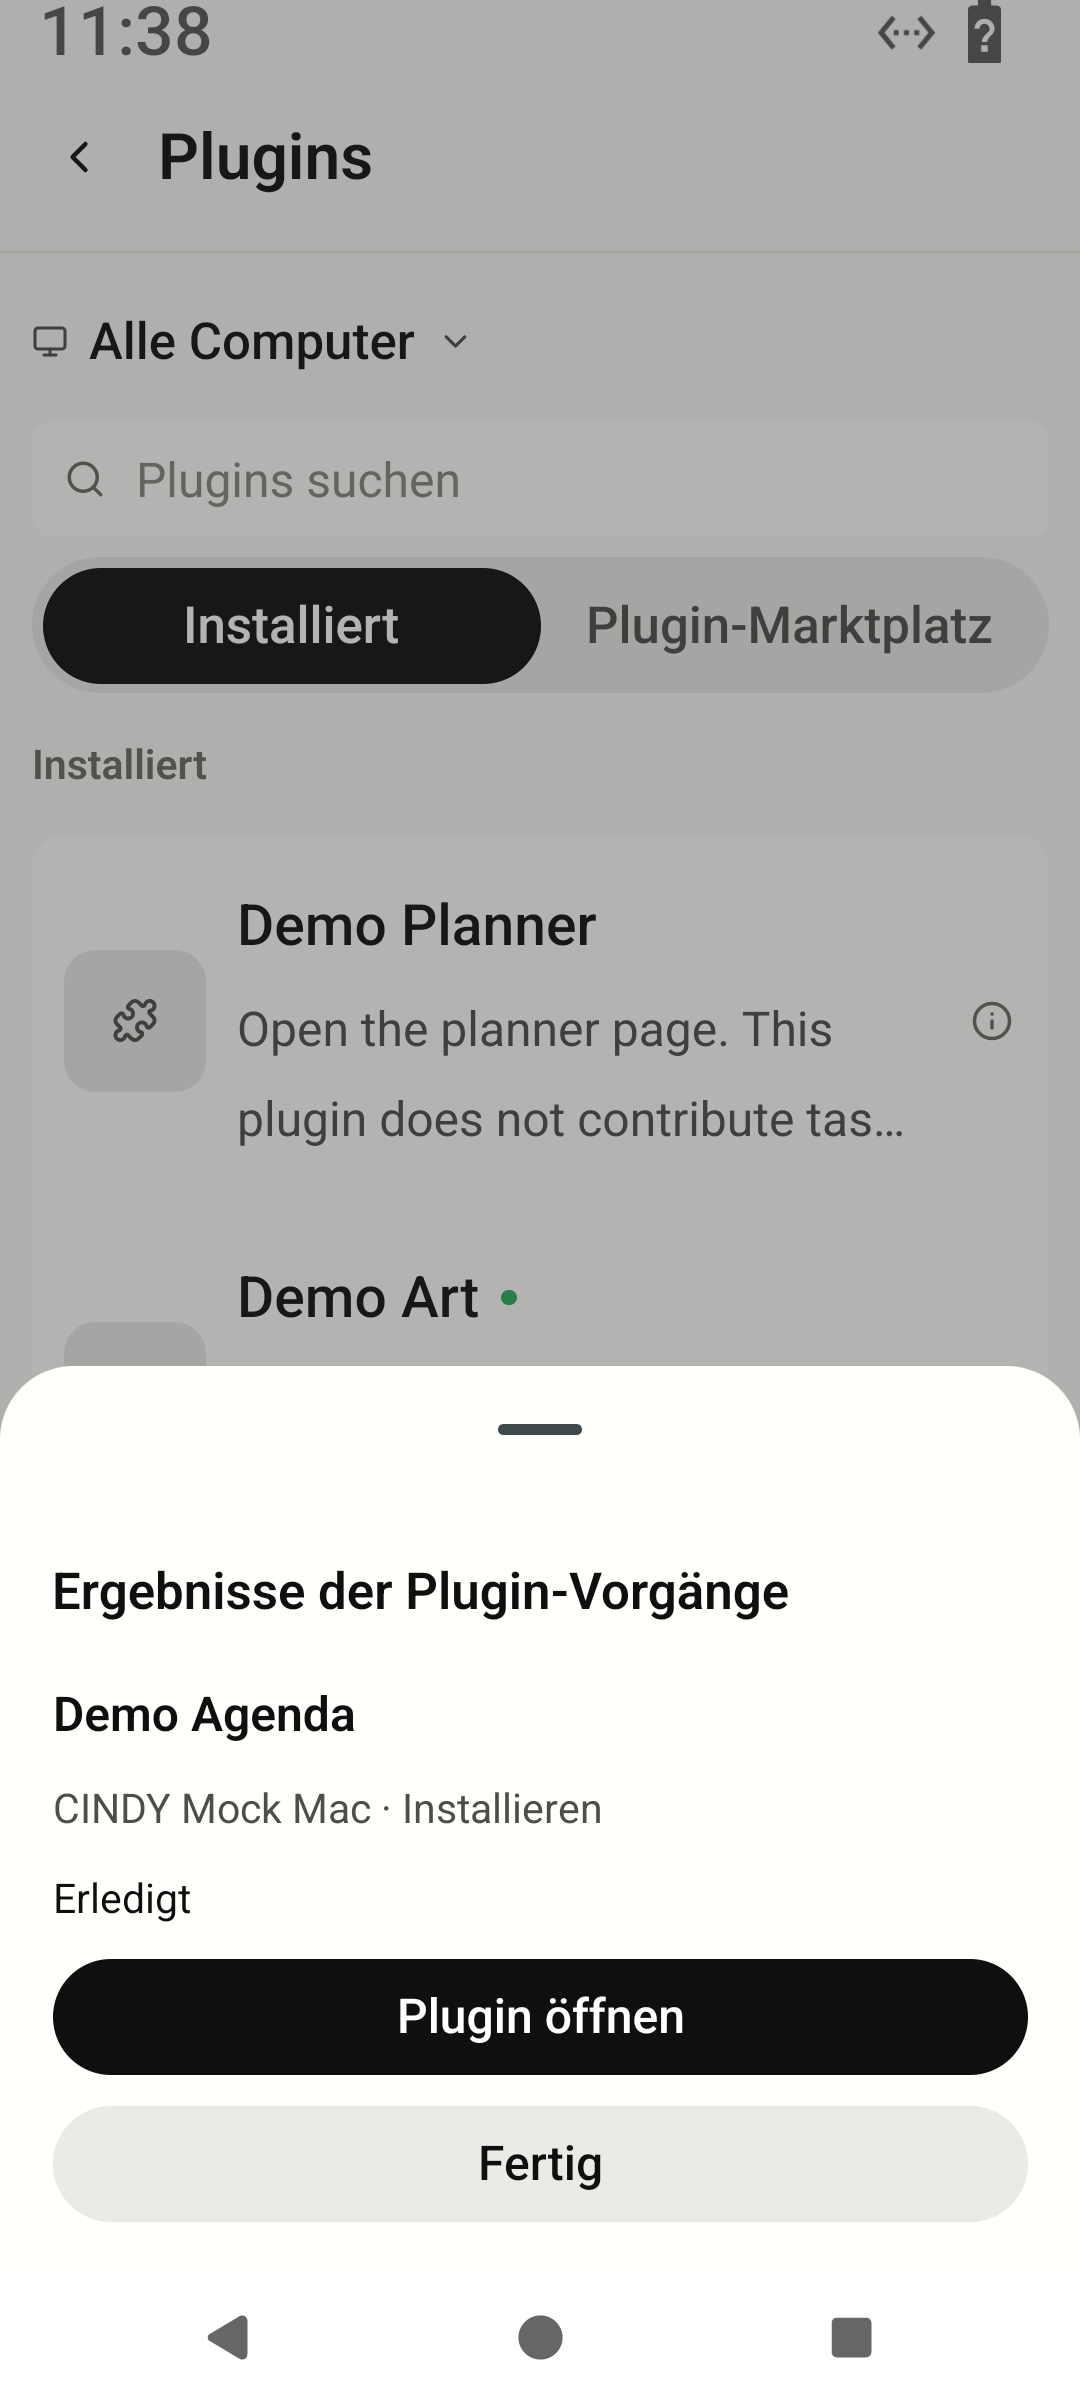 11:38
Plugins
Alle Computer
Plugins suchen
Installiert
Plugin-Marktplatz
Installiert
Demo Planner
Open the planner page. This
plugin does not contribute tas…
Demo Art
Ergebnisse der Plugin-Vorgänge
Demo Agenda
CINDY Mock Mac · Installieren
Erledigt
Plugin öffnen
Fertig